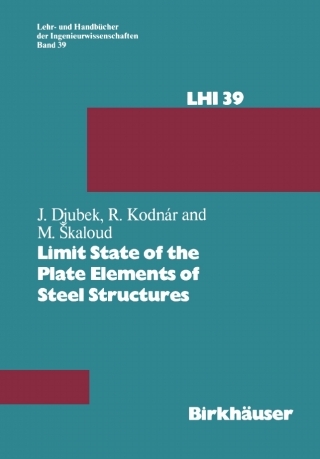 Lehr- und Handbücher
der Ingenieurwissenschaften
Band 39
LHI 39
J. Djubek, R. Kodnár and
M. Škaloud
Limit State of the
Plate Elements of
Steel Structures
Birkhäuser